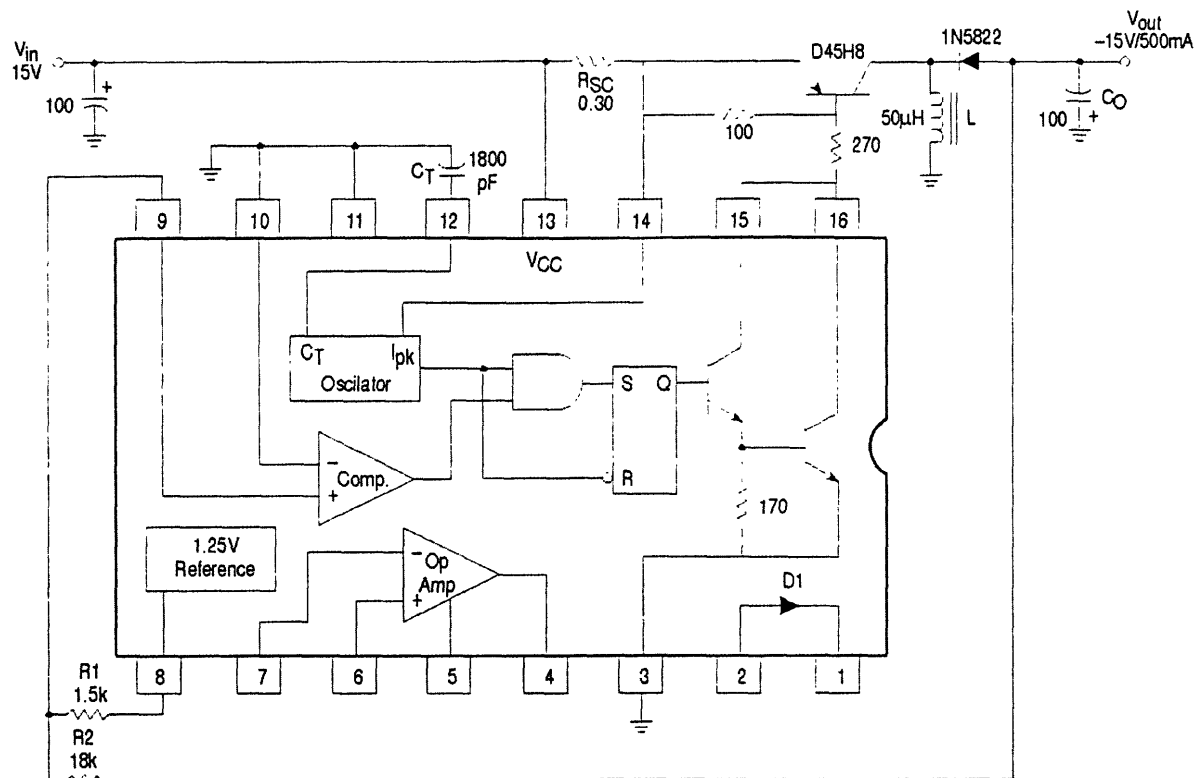 Vin
15V
100
+
RSC
0.30
D45H8
1N5822
Vout
–15V/500mA
100
270
50µH
L
100
CO
+
CT
1800
pF
9
10
11
12
13
14
15
16
VCC
CT
Ipk
Oscilator
S
Q
R
–
Comp.
+
170
1.25V
Reference
–
Op
Amp
+
D1
8
7
6
5
4
3
2
1
R1
1.5k
R2
18k